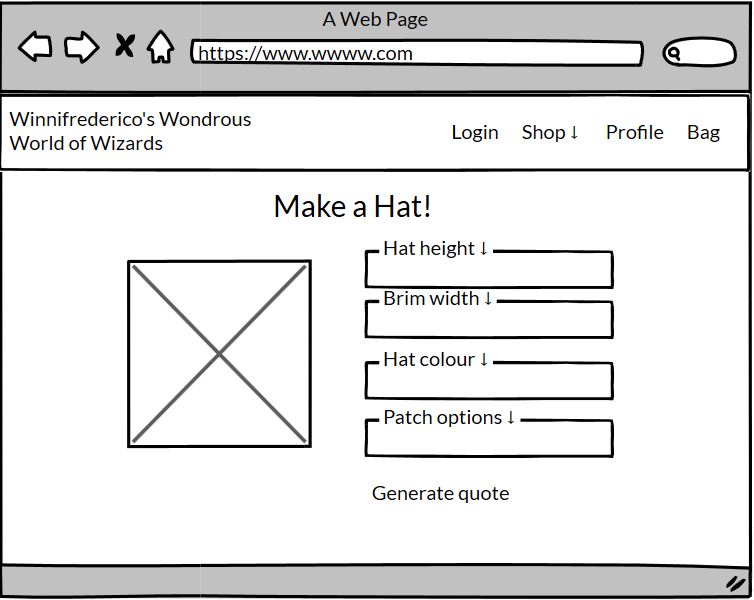 A Web Page
https://www.wwww.com
Winnifrederico's Wondrous
World of Wizards
Login Shop ↓ Profile Bag
Make a Hat!
Hat height ↓
Brim width ↓
Hat colour ↓
Patch options ↓
Generate quote